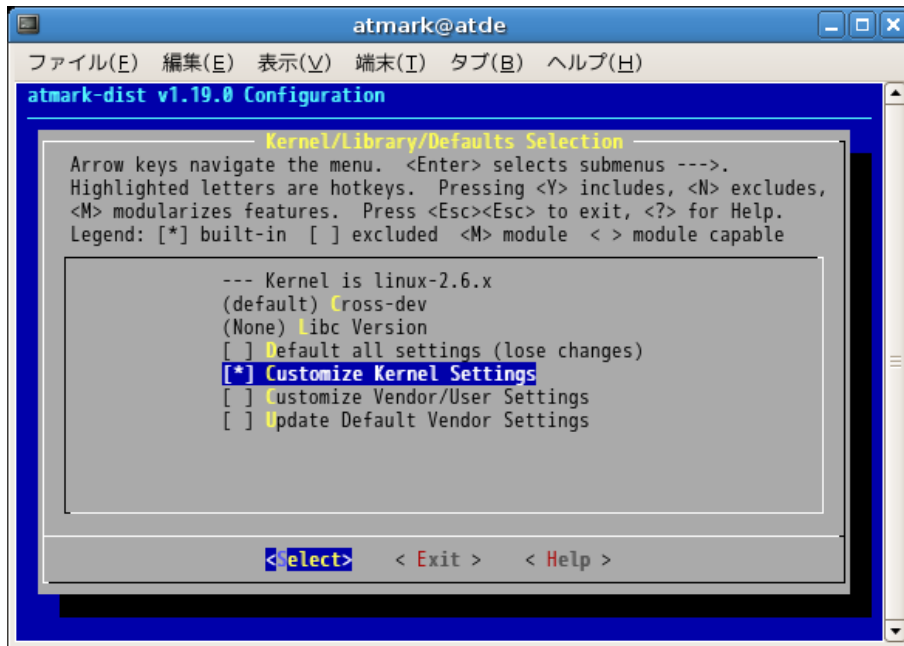 atmark@atde
ファイル(F) 編集(E) 表示(V) 端末(T) タブ(B) ヘルプ(H)
atmark-dist v1.19.0 Configuration
Kernel/Library/Defaults Selection
Arrow keys navigate the menu. <Enter> selects submenus --->.
Highlighted letters are hotkeys. Pressing <Y> includes, <N> excludes,
<M> modularizes features. Press <Esc><Esc> to exit, <?> for Help.
Legend: [*] built-in [ ] excluded <M> module < > module capable
--- Kernel is linux-2.6.x
(default) Cross-dev
(None) Libc Version
[ ] Default all settings (lose changes)
[*] Customize Kernel Settings
[ ] Customize Vendor/User Settings
[ ] Update Default Vendor Settings
<Select> < Exit > < Help >